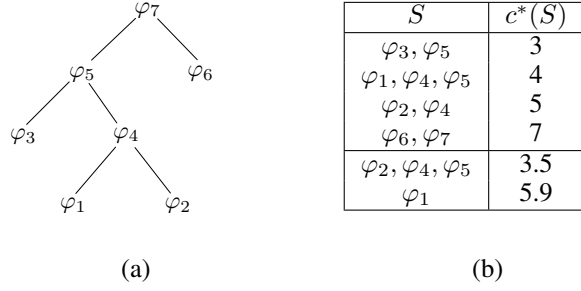 φ7
φ5 φ6
φ3 φ4
φ1 φ2
(a)
S c*(S)
φ3, φ5 3
φ1, φ4, φ5 4
φ2, φ4 5
φ6, φ7 7
φ2, φ4, φ5 3.5
φ1 5.9
(b)